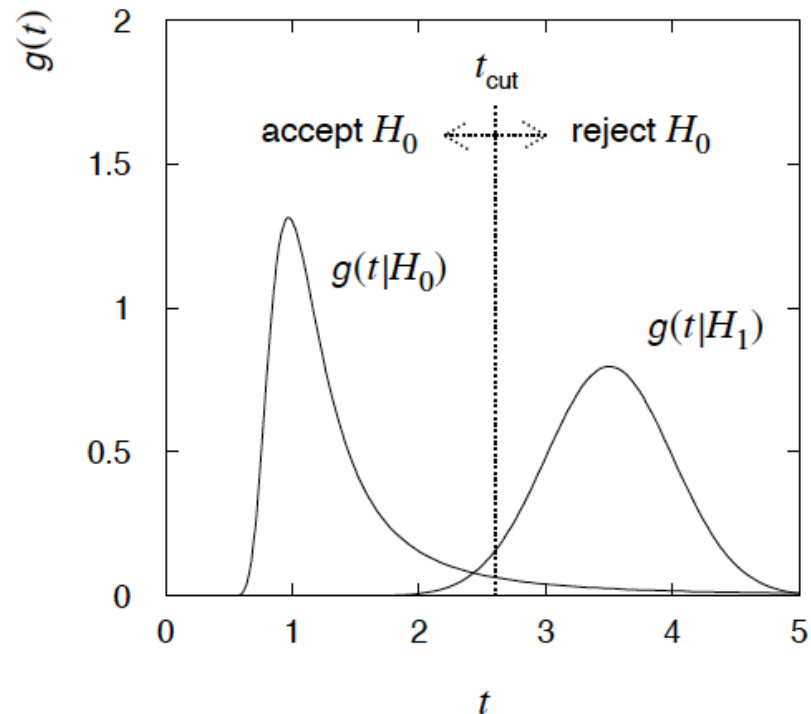 g(t)
2
t_cut
accept H_0 reject H_0
1.5
g(t|H_0)
1
g(t|H_1)
0.5
0
0 1 2 3 4 5
t